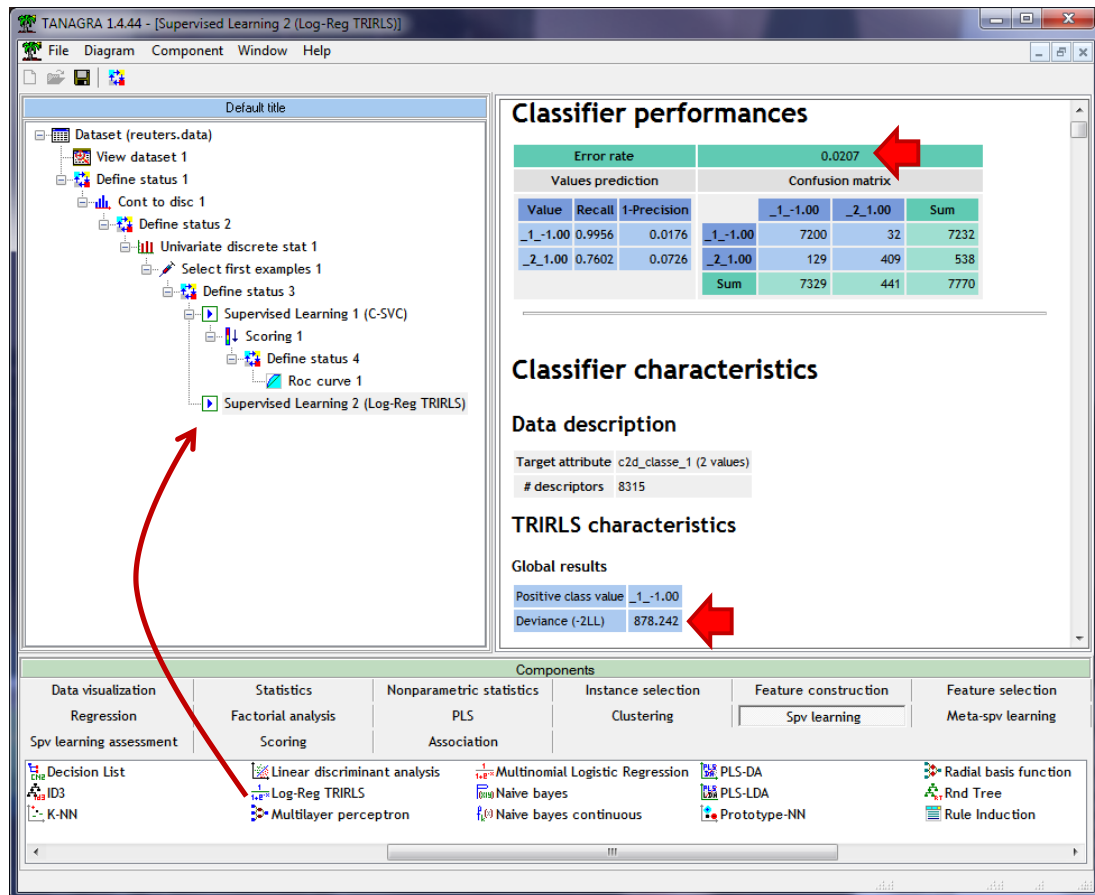 TANAGRA 1.4.44 - [Supervised Learning 2 (Log-Reg TRIRLS)]
File Diagram Component Window Help
Default title
Dataset (reuters.data)
View dataset 1
Define status 1
Cont to disc 1
Define status 2
Univariate discrete stat 1
Select first examples 1
Define status 3
Supervised Learning 1 (C-SVC)
Scoring 1
Define status 4
Roc curve 1
Supervised Learning 2 (Log-Reg TRIRLS)
Classifier performances
Error rate 0.0207
Values prediction Confusion matrix
Value Recall 1-Precision _1_-1.00 _2_1.00 Sum
_1_-1.00 0.9956 0.0176 _1_-1.00 7200 32 7232
_2_1.00 0.7602 0.0726 _2_1.00 129 409 538
Sum 7329 441 7770
Classifier characteristics
Data description
Target attribute c2d_classe_1 (2 values)
# descriptors 8315
TRIRLS characteristics
Global results
Positive class value _1_-1.00
Deviance (-2LL) 878.242
Components
Data visualization Statistics Nonparametric statistics Instance selection Feature construction Feature selection
Regression Factorial analysis PLS Clustering Spv learning Meta-spv learning
Spv learning assessment Scoring Association
Decision List Linear discriminant analysis Multinomial Logistic Regression PLS-DA Radial basis function
ID3 Log-Reg TRIRLS Naive bayes PLS-LDA Rnd Tree
K-NN Multilayer perceptron Naive bayes continuous Prototype-NN Rule Induction